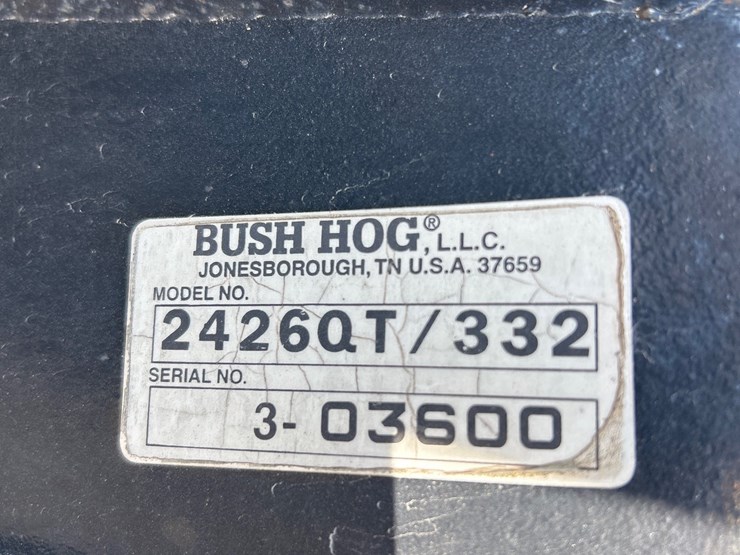 BUSH HOG®, L.L.C.
JONESBOROUGH, TN U.S.A. 37659
MODEL NO.
2426QT/332
SERIAL NO.
3- 03600